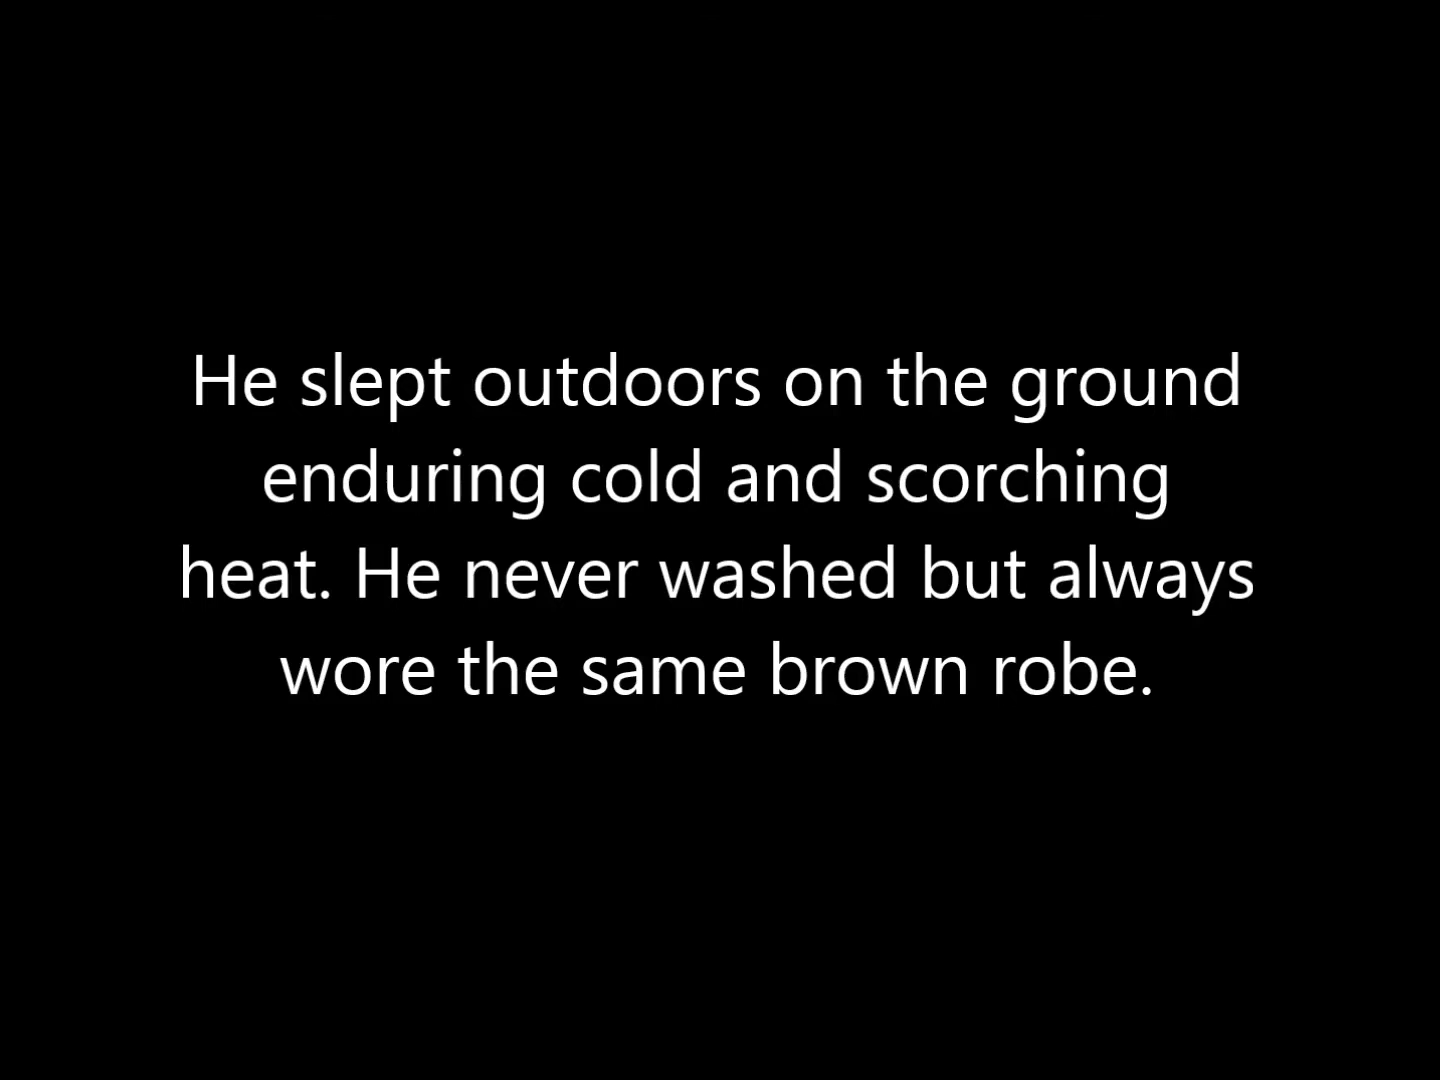 He slept outdoors on the ground
enduring cold and scorching
heat. He never washed but always
wore the same brown robe.